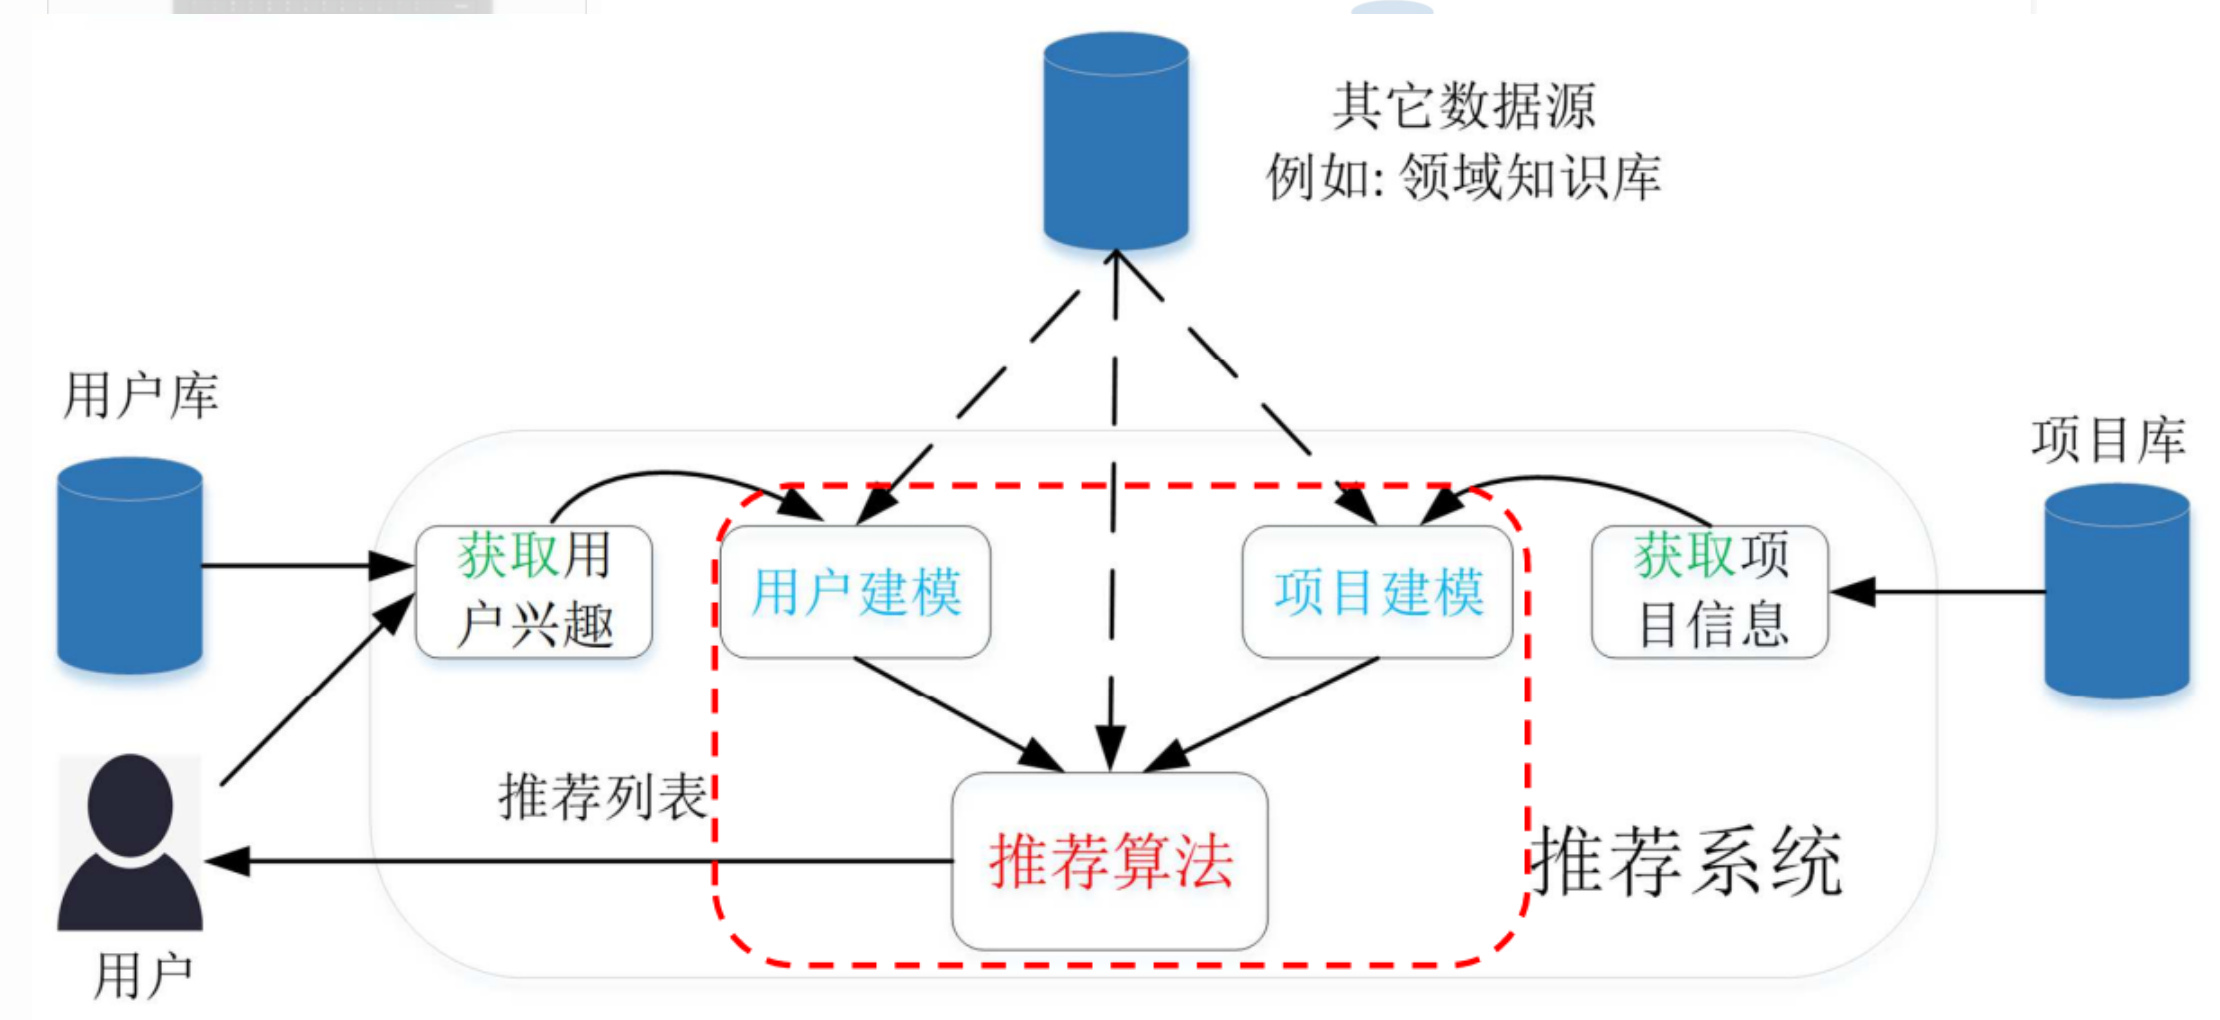 其它数据源
例如: 领域知识库
用户库
项目库
获取用
户兴趣
用户建模
项目建模
获取项
目信息
推荐列表
推荐算法
推荐系统
用户